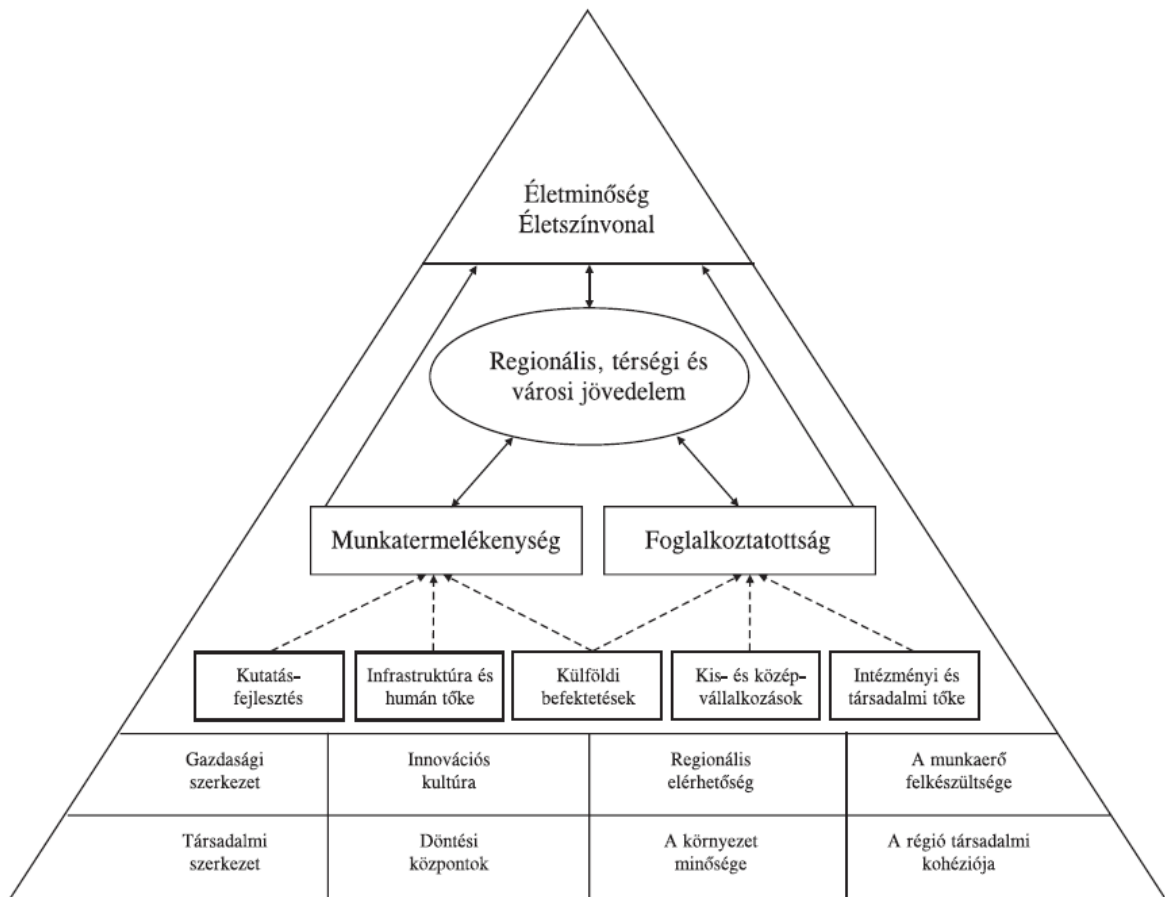 Életminőség
Életszínvonal
Regionális, térségi és
városi jövedelem
Munkatermelékenység
Foglalkoztatottság
Kutatás-
fejlesztés
Infrastruktúra és
humán tőke
Külföldi
befektetések
Kis- és közép-
vállalkozások
Intézményi és
társadalmi tőke
Gazdasági
szerkezet
Innovációs
kultúra
Regionális
elérhetőség
A munkaerő
felkészültsége
Társadalmi
szerkezet
Döntési
központok
A környezet
minősége
A régió társadalmi
kohéziója